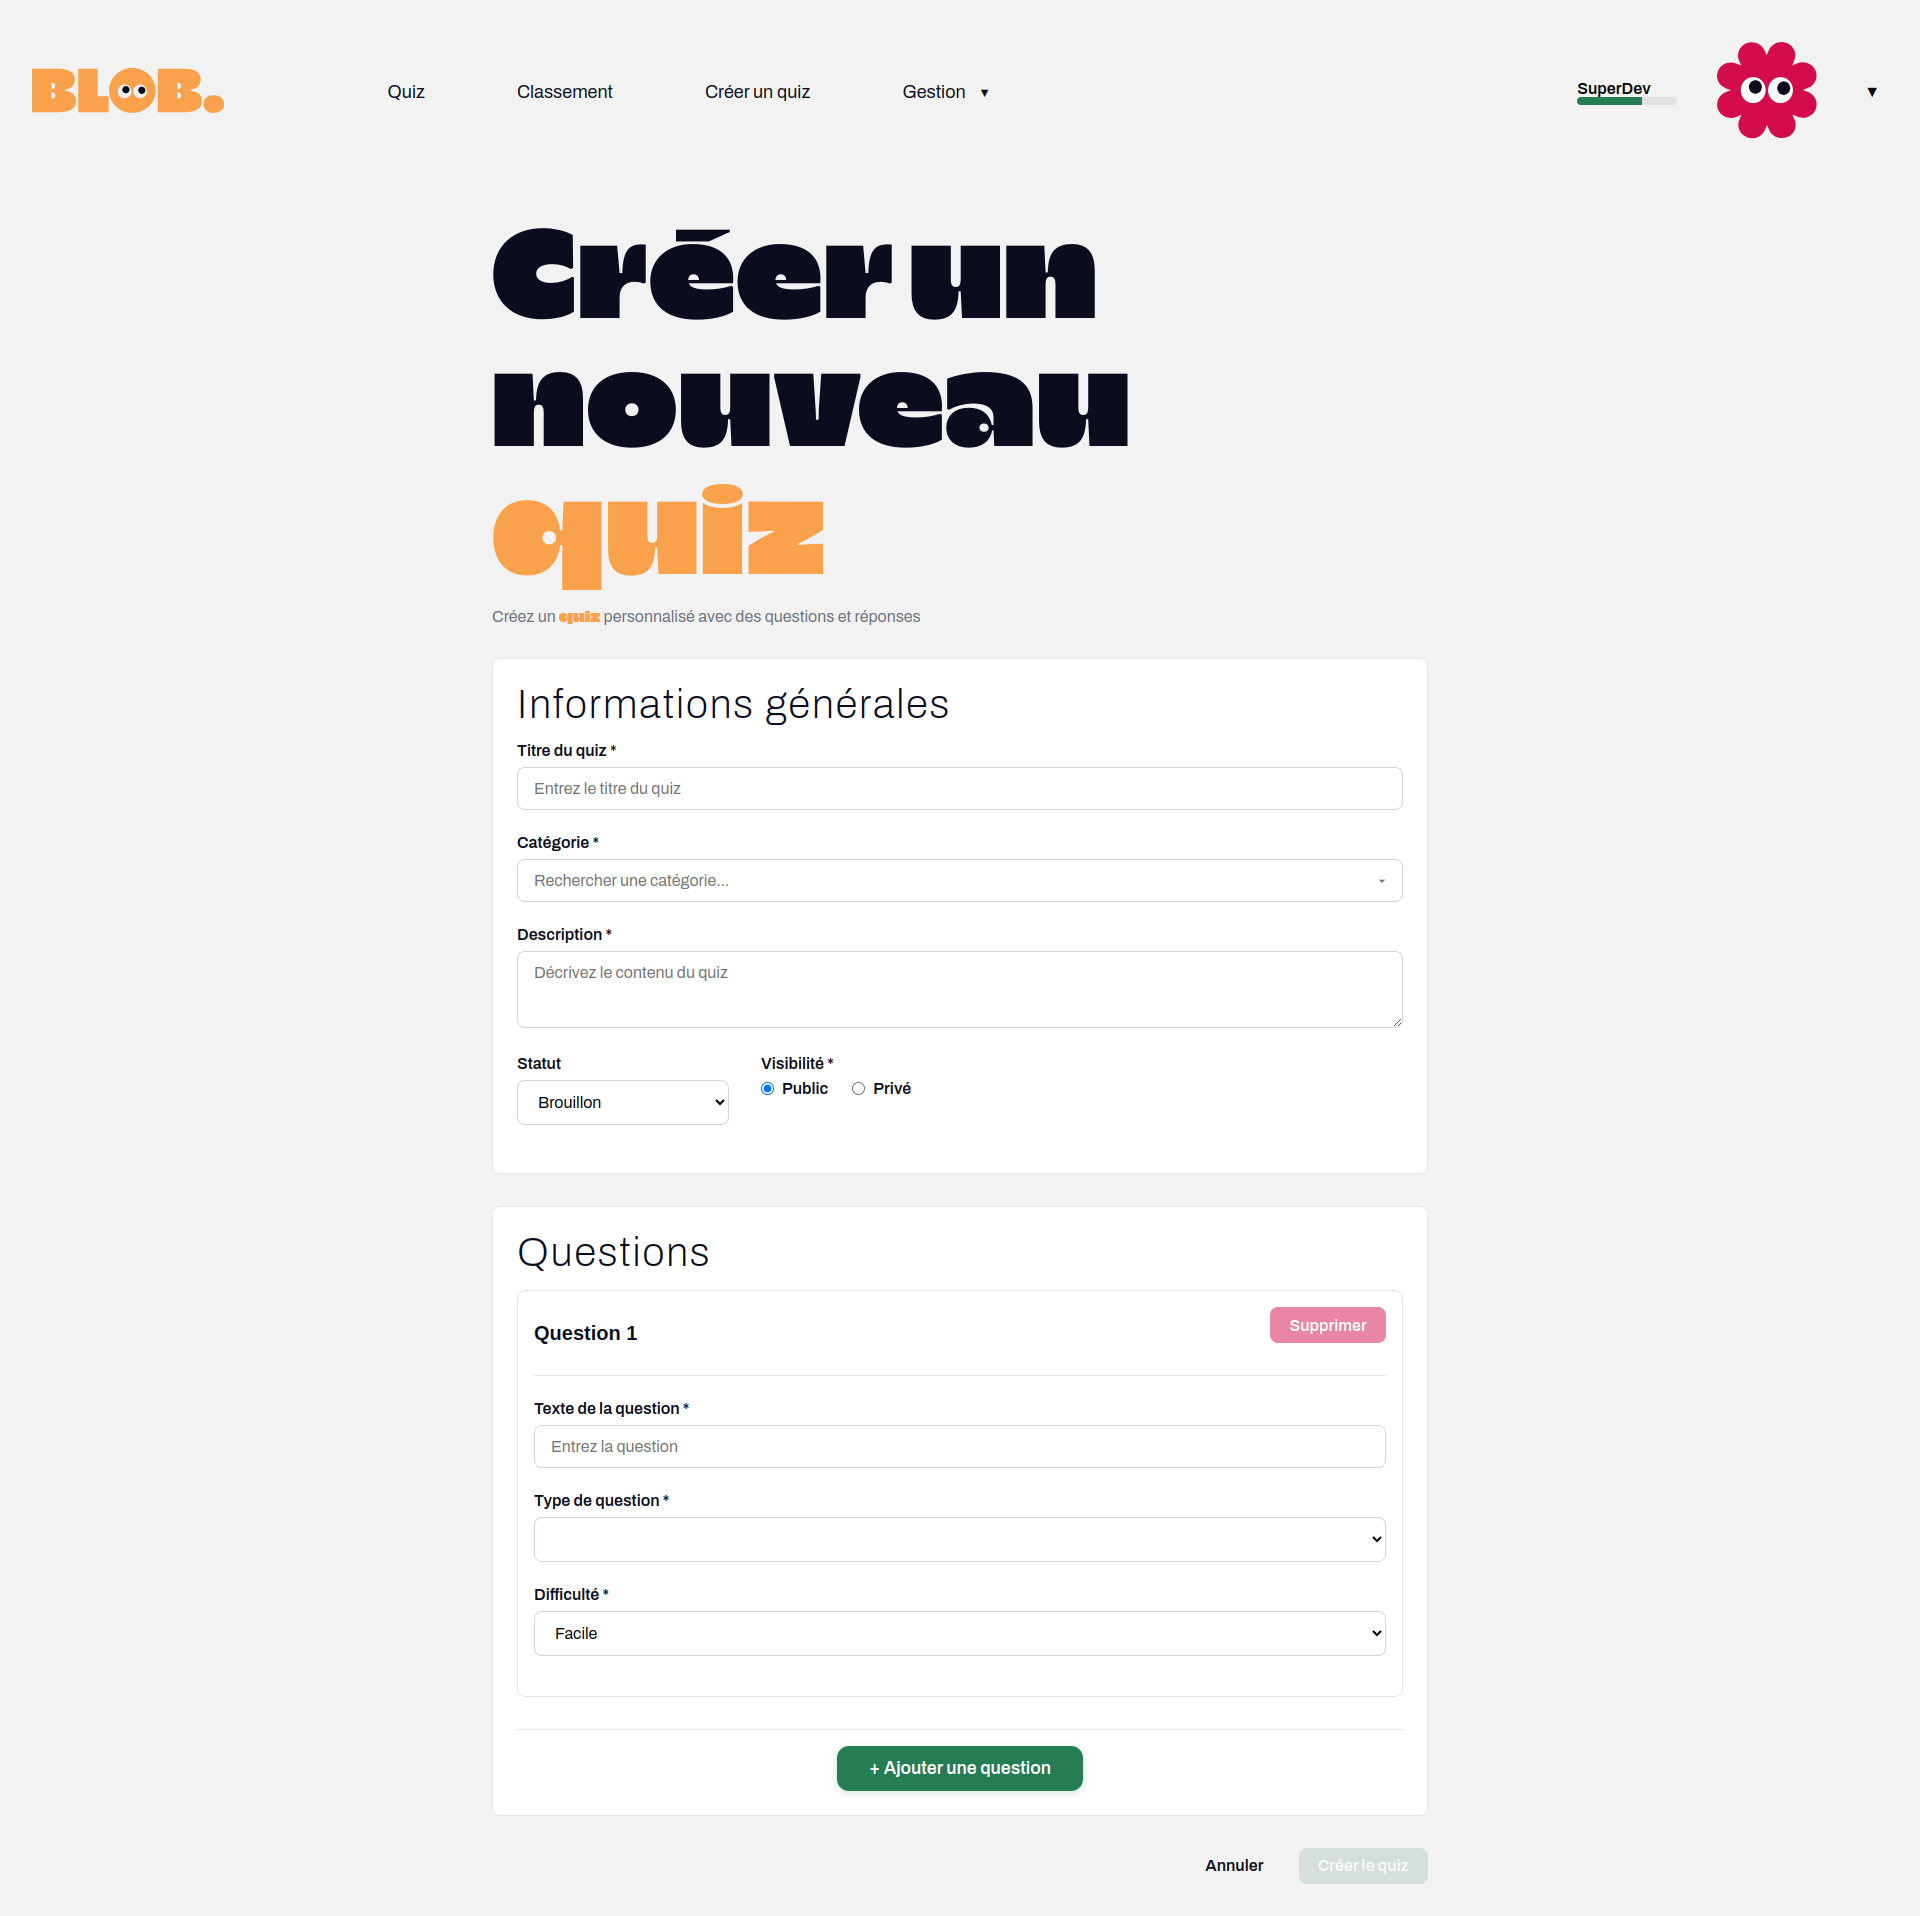 BLOB.
Quiz
Classement
Créer un quiz
Gestion ▼
SuperDev
▼
Créer un
nouveau
quiz
Créez un quiz personnalisé avec des questions et réponses
Informations générales
Titre du quiz *
Entrez le titre du quiz
Catégorie *
Rechercher une catégorie...
Description *
Décrivez le contenu du quiz
Statut
Visibilité *
Brouillon
Public
Privé
Questions
Question 1
Supprimer
Texte de la question *
Entrez la question
Type de question *
Difficulté *
Facile
+ Ajouter une question
Annuler
Créer le quiz